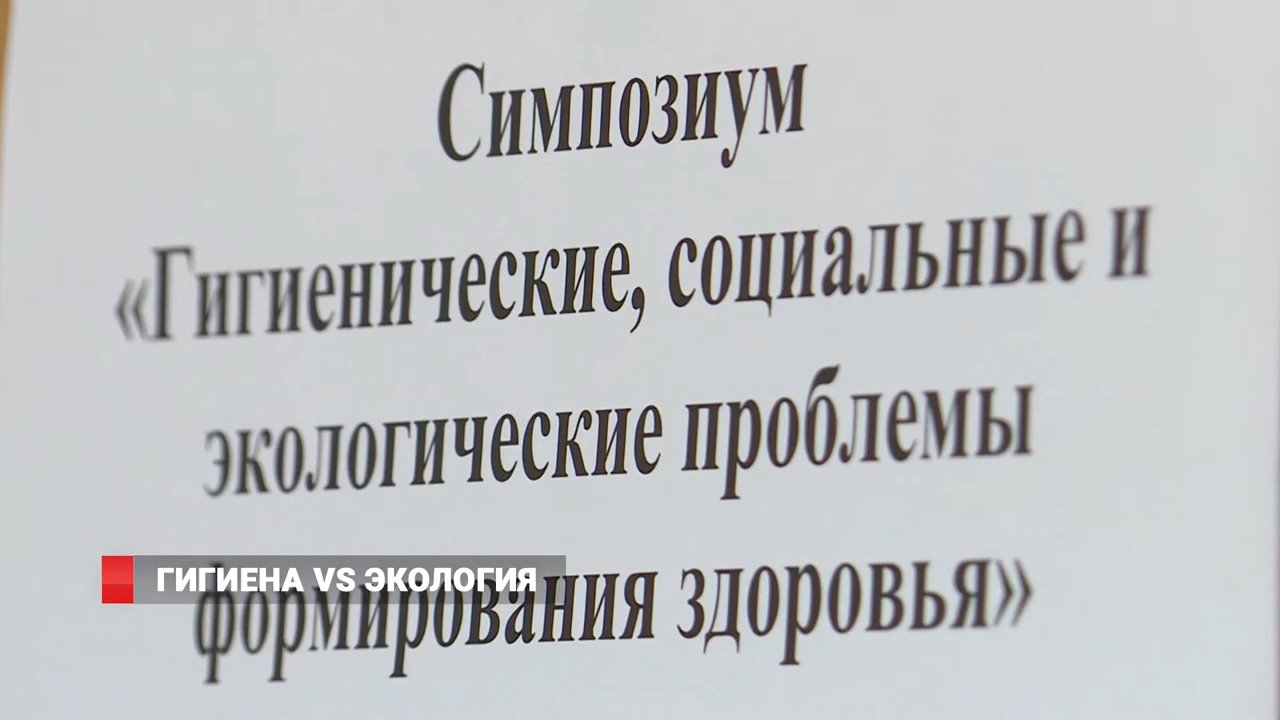 Симпозиум
«Гигиенические, социальные и
экологические проблемы
формирования здоровья»
ГИГИЕНА VS ЭКОЛОГИЯ